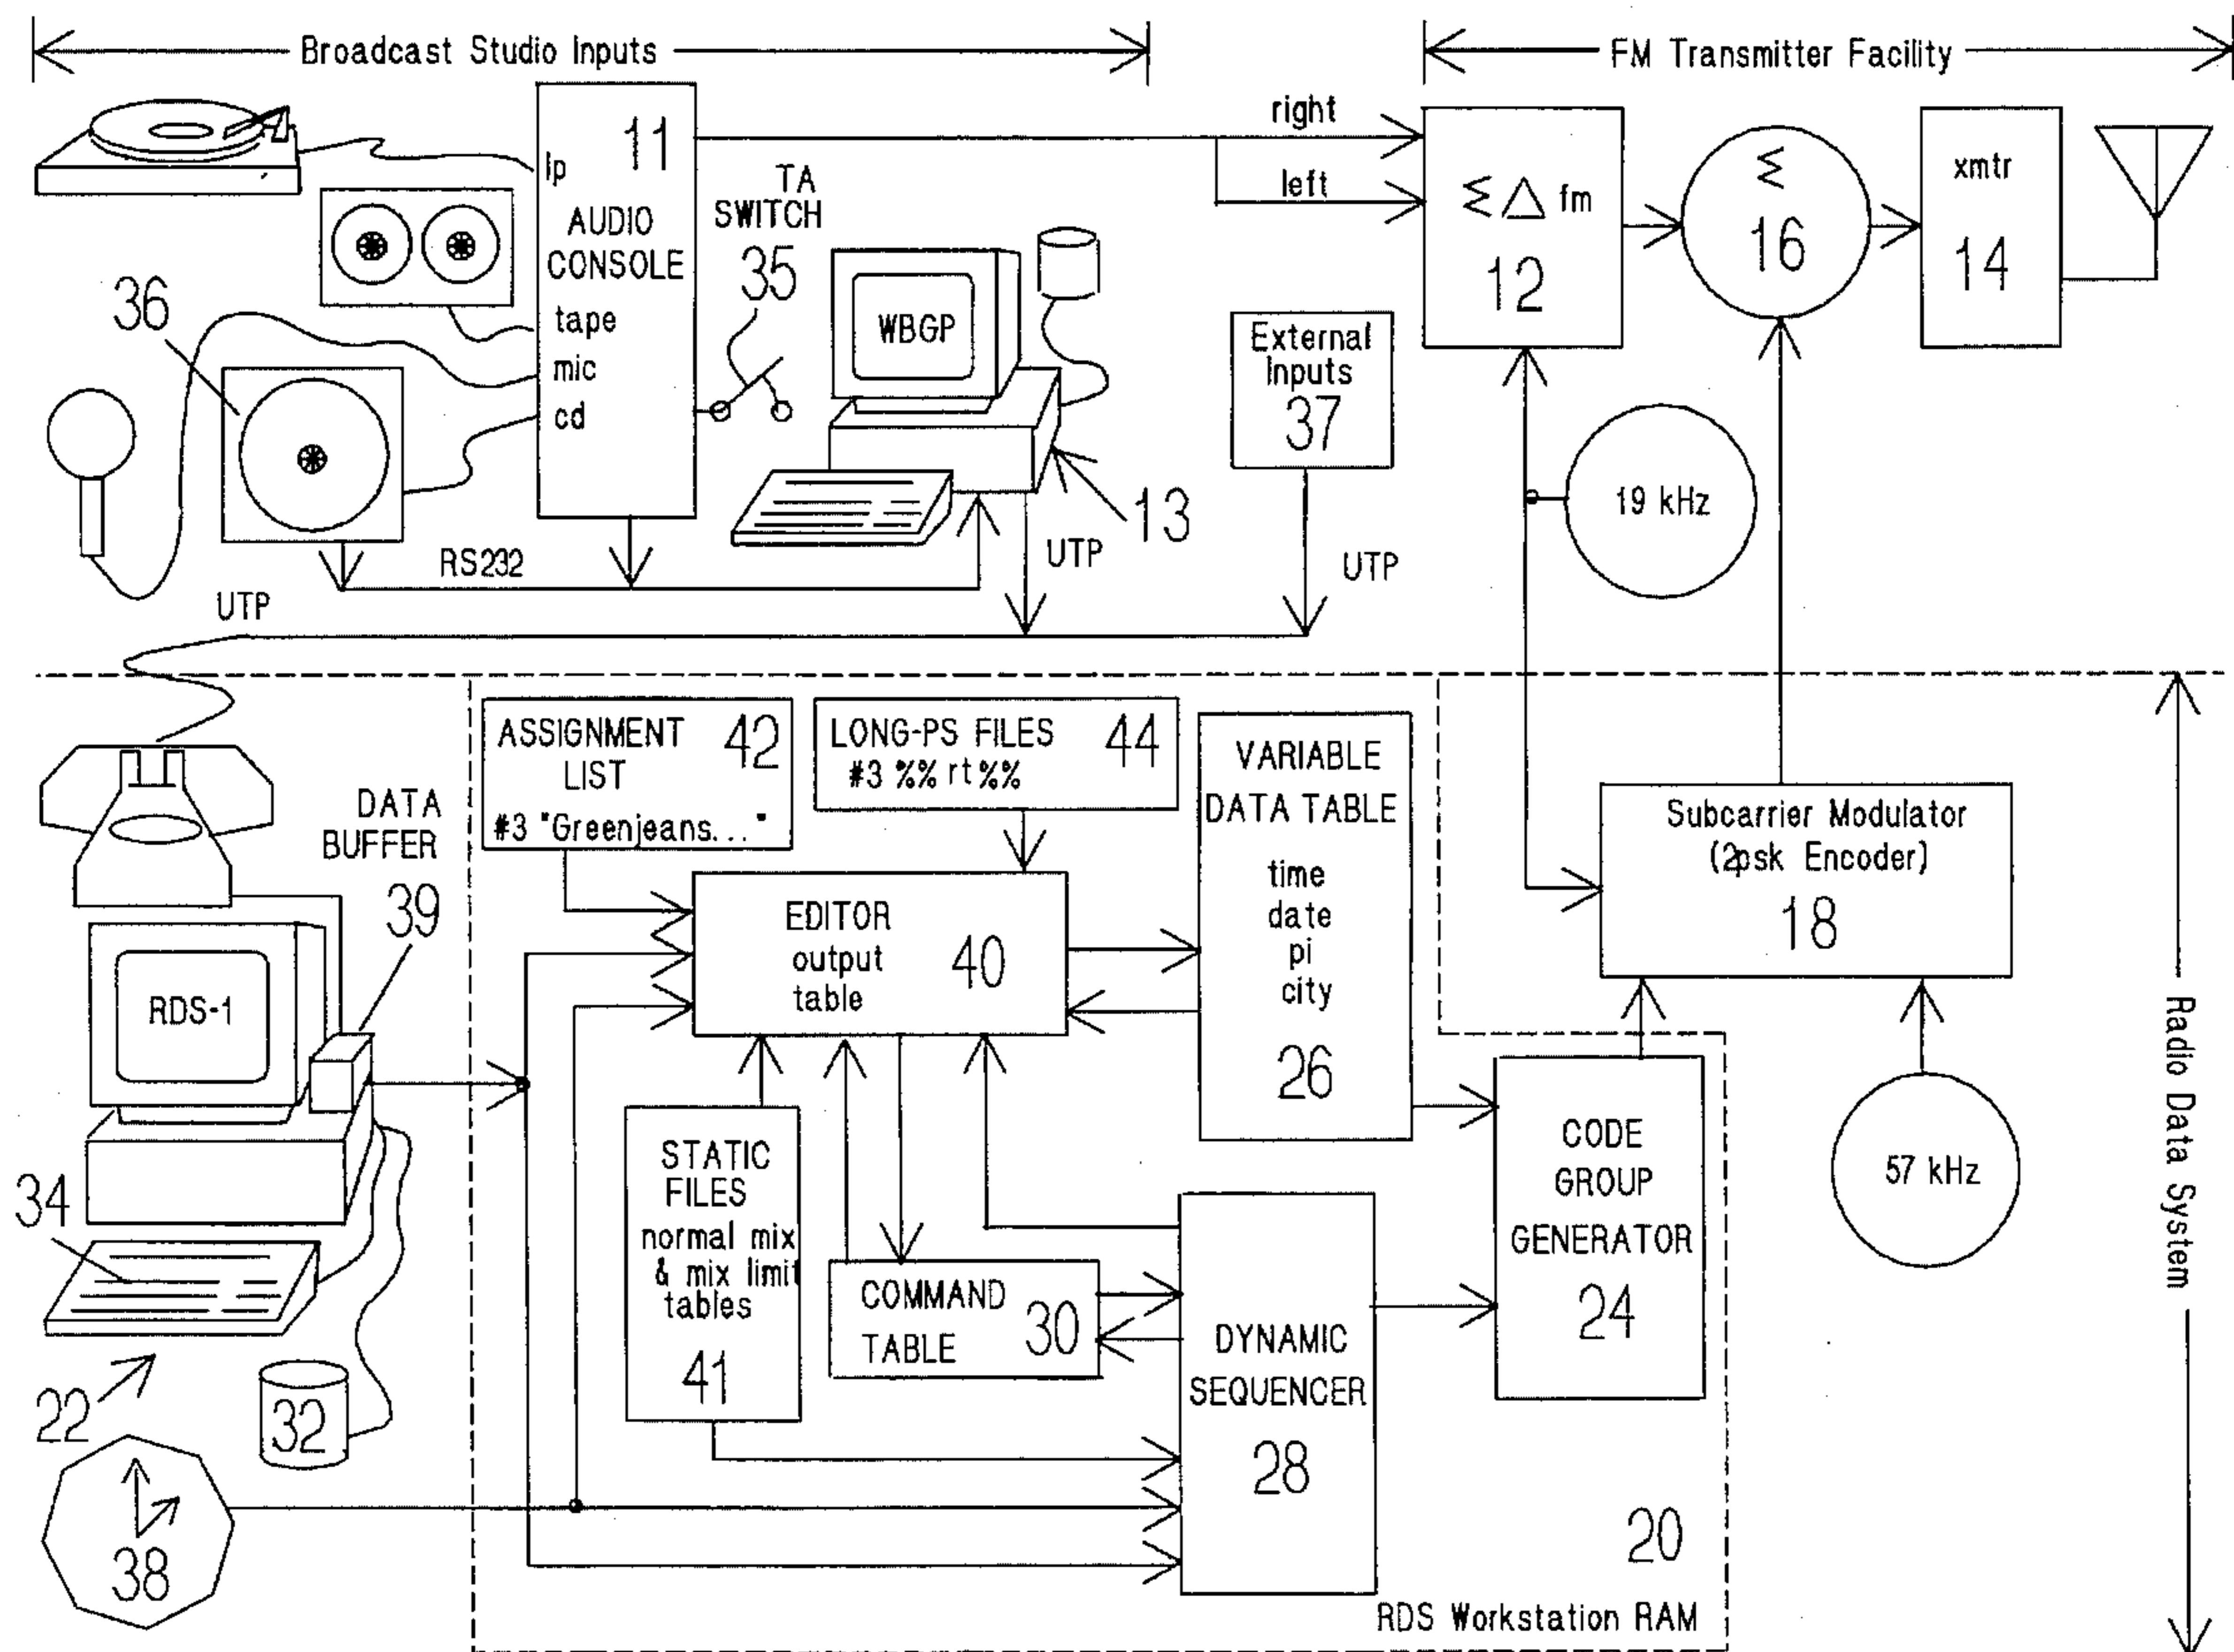 Broadcast Studio Inputs
FM Transmitter Facility
11
lp
AUDIO
CONSOLE
tape
mic
cd
TA
SWITCH
35
36
WBGP
13
right
left
Σ Δ fm
12
Σ
16
xmtr
14
External
Inputs
37
19 kHz
RS232
UTP
UTP
UTP
ASSIGNMENT
LIST
42
#3 "Greenjeans..."
LONG-PS FILES
#3 %% rt %%
44
VARIABLE
DATA TABLE
time
date
pi
city
26
Subcarrier Modulator
(2psk Encoder)
18
DATA
BUFFER
39
RDS-1
EDITOR
output
table
40
STATIC
FILES
normal mix
& mix limit
tables
41
COMMAND
TABLE
30
DYNAMIC
SEQUENCER
28
CODE
GROUP
GENERATOR
24
57 kHz
Radio Data System
34
22
32
38
20
RDS Workstation RAM